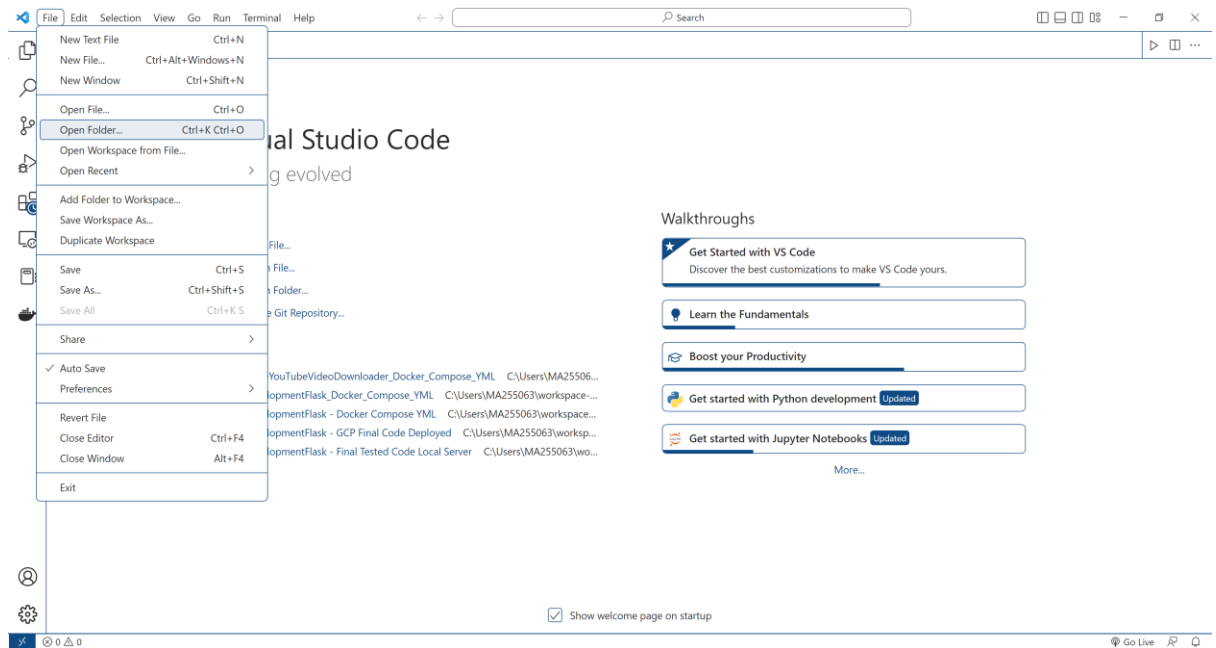 File Edit Selection View Go Run Terminal Help
Search
New Text File Ctrl+N
New File... Ctrl+Alt+Windows+N
New Window Ctrl+Shift+N
Open File... Ctrl+O
Open Folder... Ctrl+K Ctrl+O
Open Workspace from File...
Open Recent
Add Folder to Workspace...
Save Workspace As...
Duplicate Workspace
Save Ctrl+S
Save As... Ctrl+Shift+S
Save All Ctrl+K S
Share
Auto Save
Preferences
Revert File
Close Editor Ctrl+F4
Close Window Alt+F4
Exit
ual Studio Code
g evolved
File...
File...
Folder...
Git Repository...
YouTubeVideoDownloader_Docker_Compose_YML C:\Users\MA25506...
lopmentFlask_Docker_Compose_YML C:\Users\MA255063\workspace-...
lopmentFlask - Docker Compose YML C:\Users\MA255063\workspace...
lopmentFlask - GCP Final Code Deployed C:\Users\MA255063\worksp...
lopmentFlask - Final Tested Code Local Server C:\Users\MA255063\wo...
Walkthroughs
Get Started with VS Code
Discover the best customizations to make VS Code yours.
Learn the Fundamentals
Boost your Productivity
Get started with Python development Updated
Get started with Jupyter Notebooks Updated
More...
Show welcome page on startup
0 0
Go Live